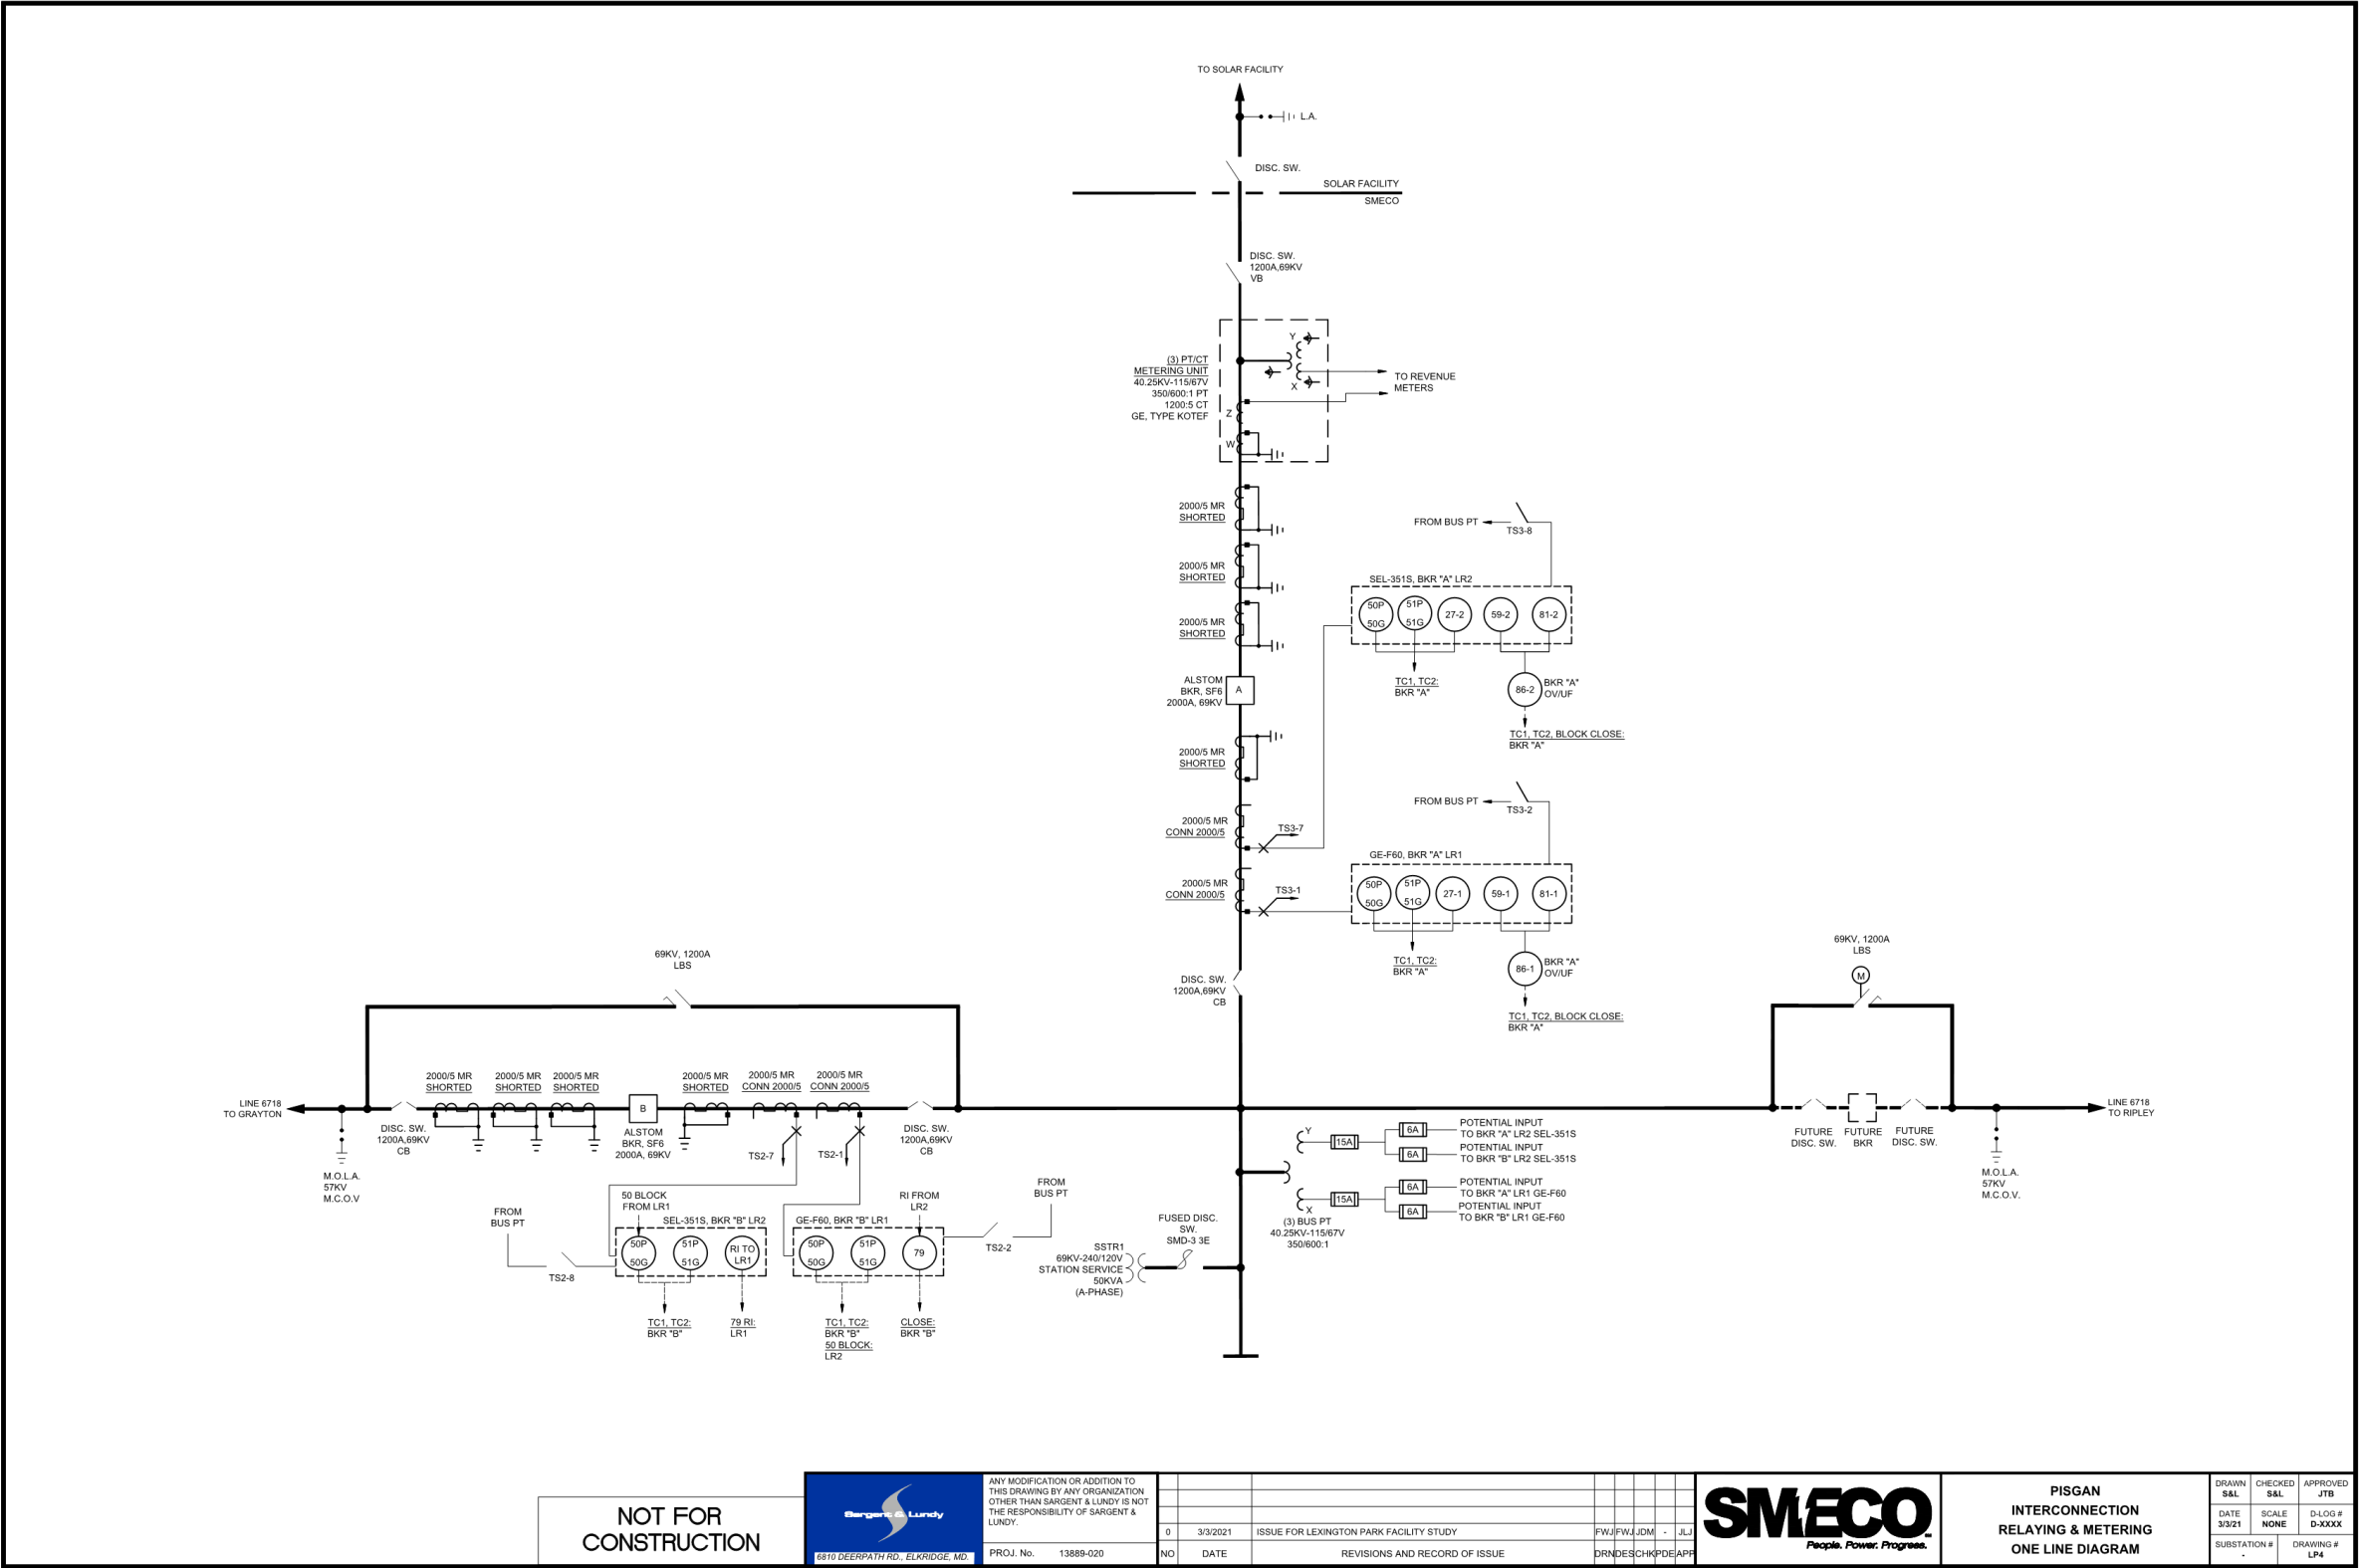 TO SOLAR FACILITY
L.A.
DISC. SW.
SOLAR FACILITY
SMECO
DISC. SW.
1200A,69KV
VB
(3) PT/CT
METERING UNIT
40.25KV-115/67V
350/600:1 PT
1200:5 CT
GE, TYPE KOTEF
Y
X
Z
W
TO REVENUE
METERS
2000/5 MR
SHORTED
2000/5 MR
SHORTED
2000/5 MR
SHORTED
FROM BUS PT
TS3-8
SEL-351S, BKR "A" LR2
50P
50G
51P
51G
27-2
59-2
81-2
TC1, TC2:
BKR "A"
86-2
BKR "A"
OV/UF
TC1, TC2, BLOCK CLOSE:
BKR "A"
ALSTOM
BKR, SF6
2000A, 69KV
A
2000/5 MR
SHORTED
2000/5 MR
CONN 2000/5
TS3-7
2000/5 MR
CONN 2000/5
TS3-1
FROM BUS PT
TS3-2
GE-F60, BKR "A" LR1
50P
50G
51P
51G
27-1
59-1
81-1
TC1, TC2:
BKR "A"
86-1
BKR "A"
OV/UF
TC1, TC2, BLOCK CLOSE:
BKR "A"
DISC. SW.
1200A,69KV
CB
69KV, 1200A
LBS
69KV, 1200A
LBS
M
LINE 6718
TO GRAYTON
M.O.L.A.
57KV
M.C.O.V
DISC. SW.
1200A,69KV
CB
2000/5 MR
SHORTED
2000/5 MR
SHORTED
2000/5 MR
SHORTED
B
ALSTOM
BKR, SF6
2000A, 69KV
2000/5 MR
SHORTED
2000/5 MR
CONN 2000/5
2000/5 MR
CONN 2000/5
TS2-7
TS2-1
DISC. SW.
1200A,69KV
CB
FUTURE
DISC. SW.
FUTURE
BKR
FUTURE
DISC. SW.
LINE 6718
TO RIPLEY
M.O.L.A.
57KV
M.C.O.V.
FROM
BUS PT
TS2-8
50 BLOCK
FROM LR1
SEL-351S, BKR "B" LR2
50P
50G
51P
51G
RI TO
LR1
TC1, TC2:
BKR "B"
79 RI:
LR1
RI FROM
LR2
GE-F60, BKR "B" LR1
50P
50G
51P
51G
79
TC1, TC2:
BKR "B"
50 BLOCK:
LR2
CLOSE:
BKR "B"
TS2-2
FROM
BUS PT
SSTR1
69KV-240/120V
STATION SERVICE
50KVA
(A-PHASE)
FUSED DISC.
SW.
SMD-3 3E
Y
X
15A
15A
6A
6A
6A
6A
POTENTIAL INPUT
TO BKR "A" LR2 SEL-351S
POTENTIAL INPUT
TO BKR "B" LR2 SEL-351S
POTENTIAL INPUT
TO BKR "A" LR1 GE-F60
POTENTIAL INPUT
TO BKR "B" LR1 GE-F60
(3) BUS PT
40.25KV-115/67V
350/600:1
NOT FOR
CONSTRUCTION
Sargent & Lundy
6810 DEERPATH RD., ELKRIDGE, MD.
ANY MODIFICATION OR ADDITION TO
THIS DRAWING BY ANY ORGANIZATION
OTHER THAN SARGENT & LUNDY IS NOT
THE RESPONSIBILITY OF SARGENT &
LUNDY.
PROJ. No. 13889-020
0 3/3/2021 ISSUE FOR LEXINGTON PARK FACILITY STUDY FWJ FWJ JDM - JLJ
NO DATE REVISIONS AND RECORD OF ISSUE DRN DES CHK PDE APP
SMECO
People. Power. Progress.
PISGAN
INTERCONNECTION
RELAYING & METERING
ONE LINE DIAGRAM
DRAWN CHECKED APPROVED
S&L S&L JTB
DATE SCALE D-LOG #
3/3/21 NONE D-XXXX
SUBSTATION # DRAWING #
- LP4